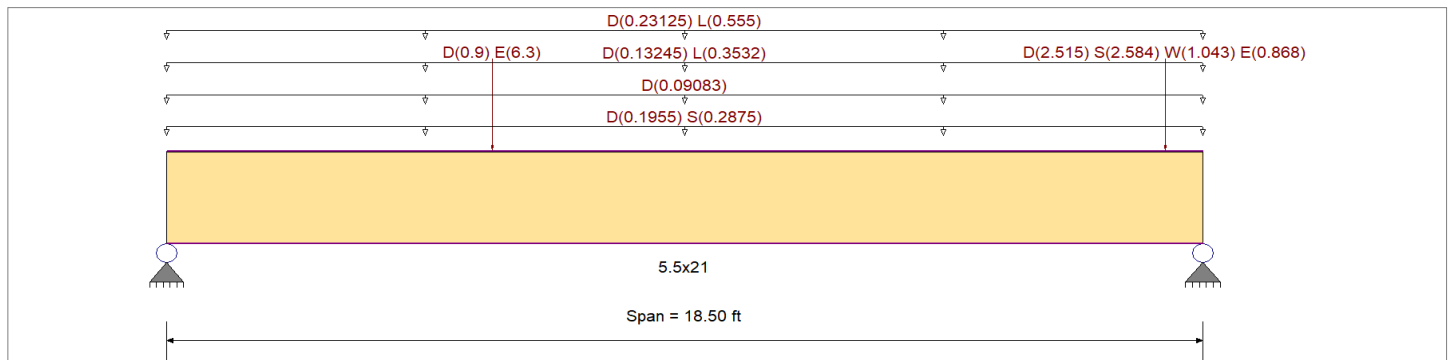 D(0.23125) L(0.555)
D(0.9) E(6.3) D(0.13245) L(0.3532) D(2.515) S(2.584) W(1.043) E(0.868)
D(0.09083)
D(0.1955) S(0.2875)
5.5x21
Span = 18.50 ft